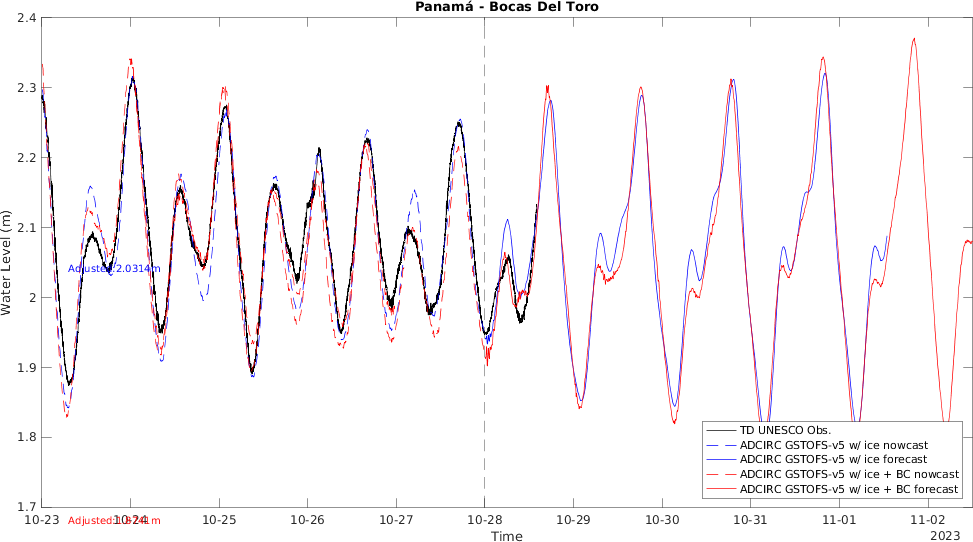 Panamá - Bocas Del Toro
2.4
2.3
2.2
2.1
2
1.9
1.8
1.7
Water Level (m)
Adjusted:2.0314m
TD UNESCO Obs.
ADCIRC GSTOFS-v5 w/ ice nowcast
ADCIRC GSTOFS-v5 w/ ice forecast
ADCIRC GSTOFS-v5 w/ ice + BC nowcast
ADCIRC GSTOFS-v5 w/ ice + BC forecast
10-23 10-24 10-25 10-26 10-27 10-28 10-29 10-30 10-31 11-01 11-02
Adjusted:
Time
2023